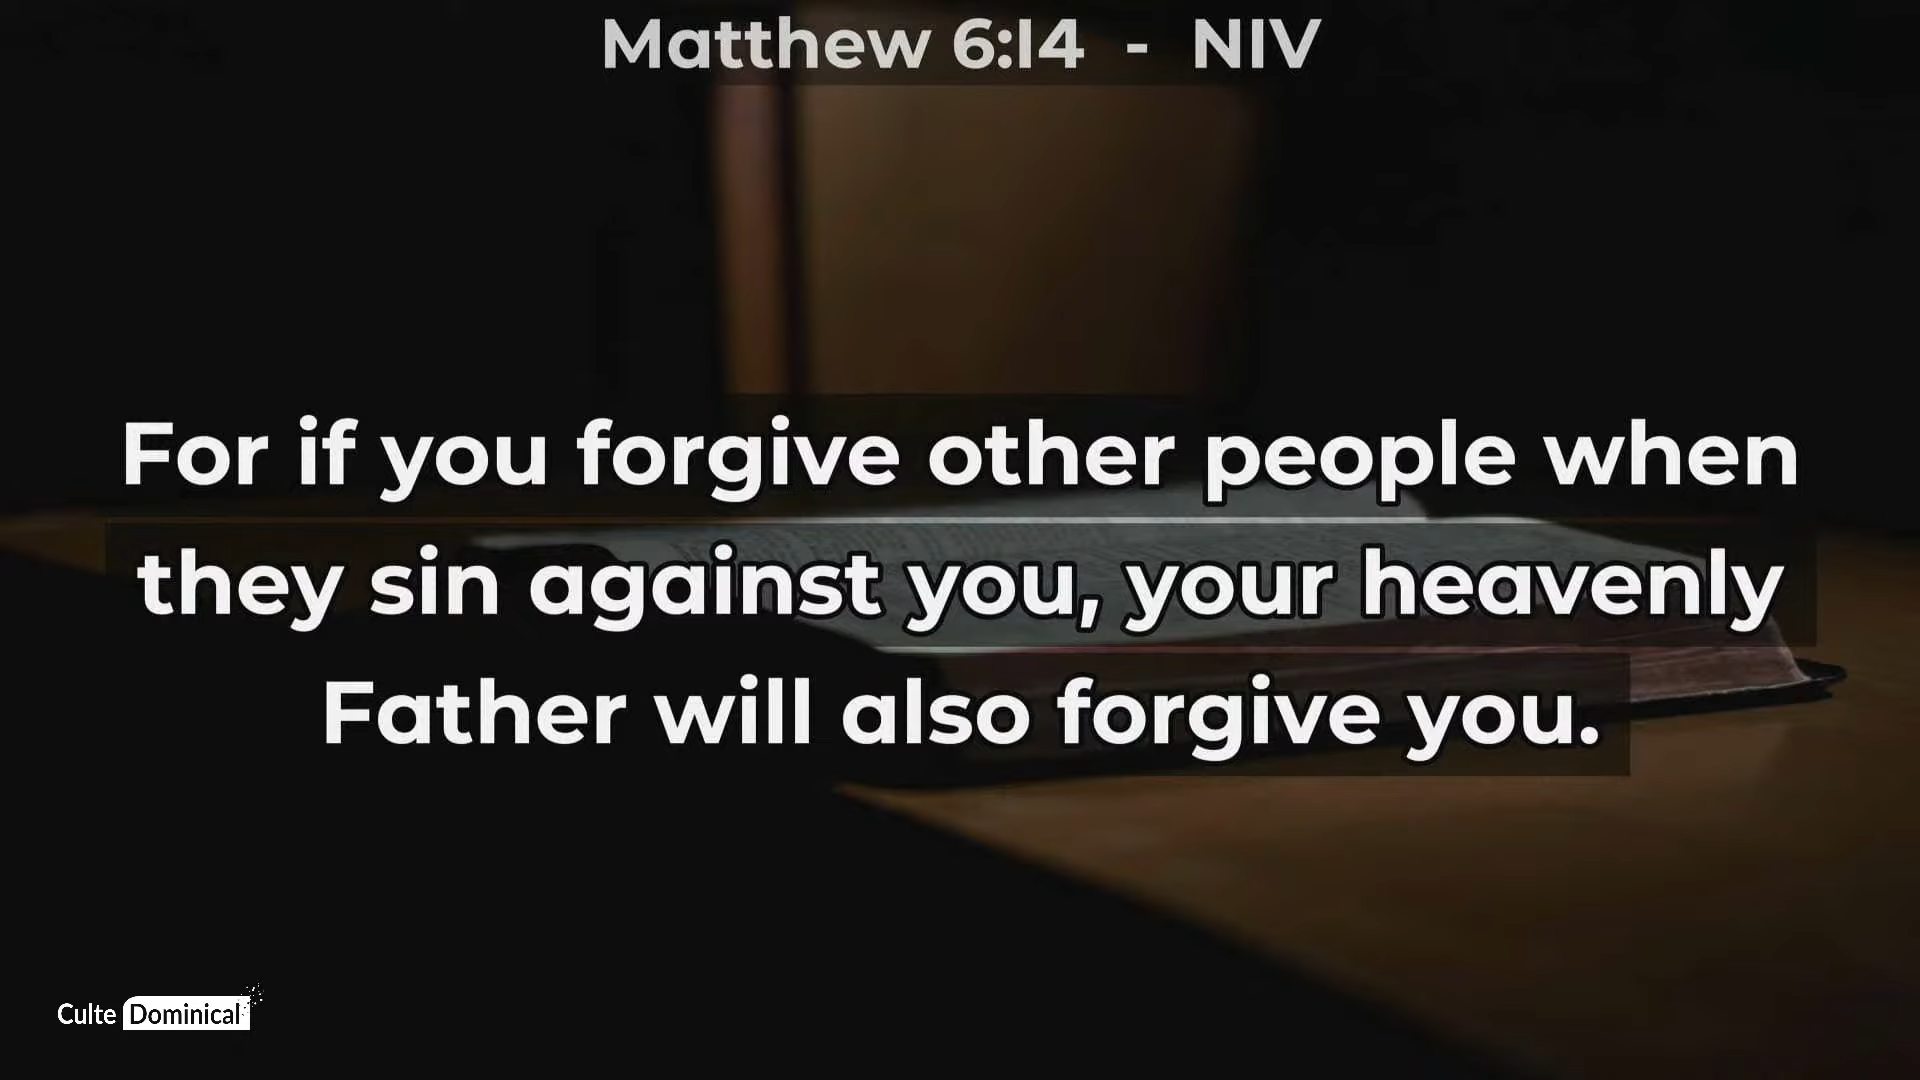 Matthew 6:14 - NIV
For if you forgive other people when
they sin against you, your heavenly
Father will also forgive you.
Culte Dominical